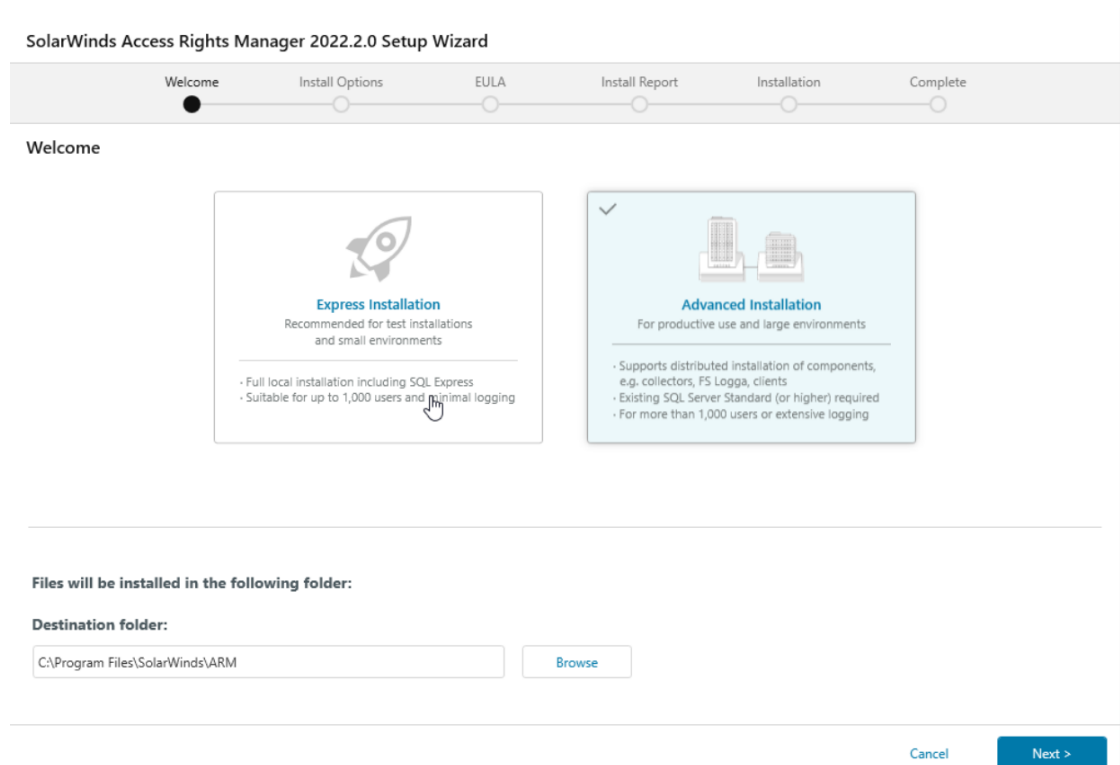 SolarWinds Access Rights Manager 2022.2.0 Setup Wizard
Welcome
Install Options
EULA
Install Report
Installation
Complete
Welcome
Express Installation
Recommended for test installations
and small environments
· Full local installation including SQL Express
· Suitable for up to 1,000 users and minimal logging
Advanced Installation
For productive use and large environments
· Supports distributed installation of components,
e.g. collectors, FS Logga, clients
· Existing SQL Server Standard (or higher) required
· For more than 1,000 users or extensive logging
Files will be installed in the following folder:
Destination folder:
C:\Program Files\SolarWinds\ARM
Browse
Cancel
Next >